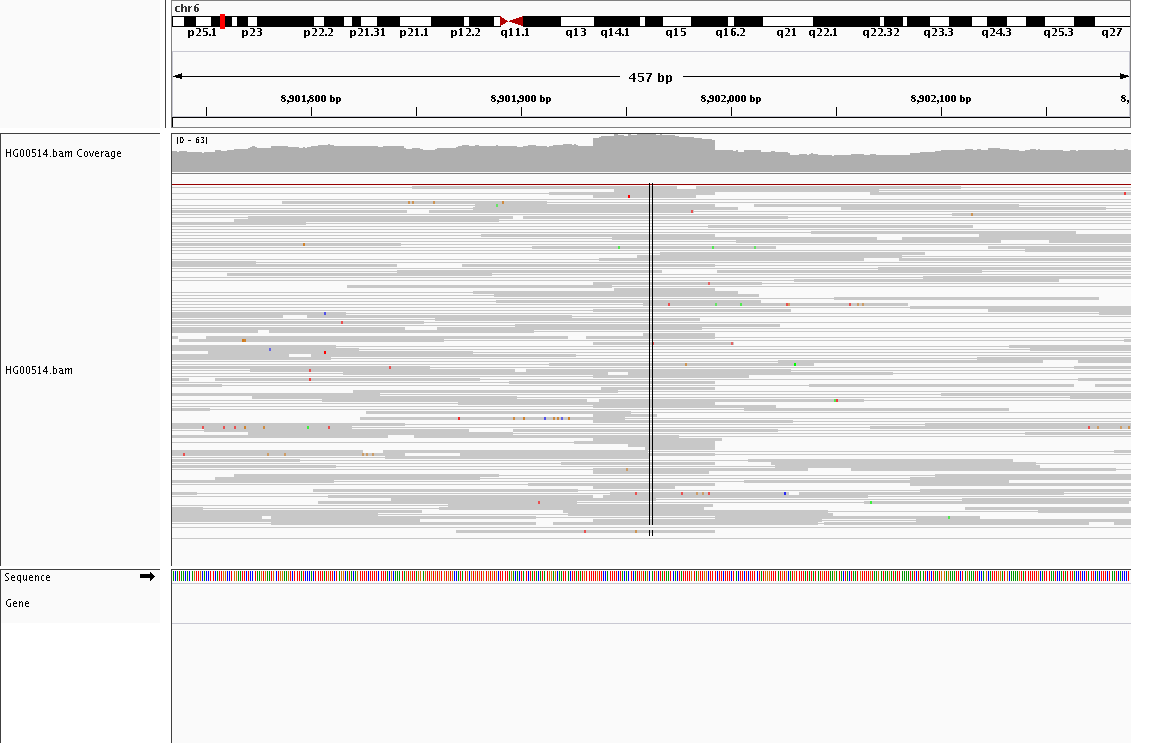 chr6
p25.1 p23 p22.2 p21.31 p21.1 p12.2 q11.1 q13 q14.1 q15 q16.2 q21 q22.1 q22.32 q23.3 q24.3 q25.3 q27
457 bp
8,901,800 bp 8,901,900 bp 8,902,000 bp 8,902,100 bp 8,
HG00514.bam Coverage
[0 - 63]
HG00514.bam
Sequence
Gene